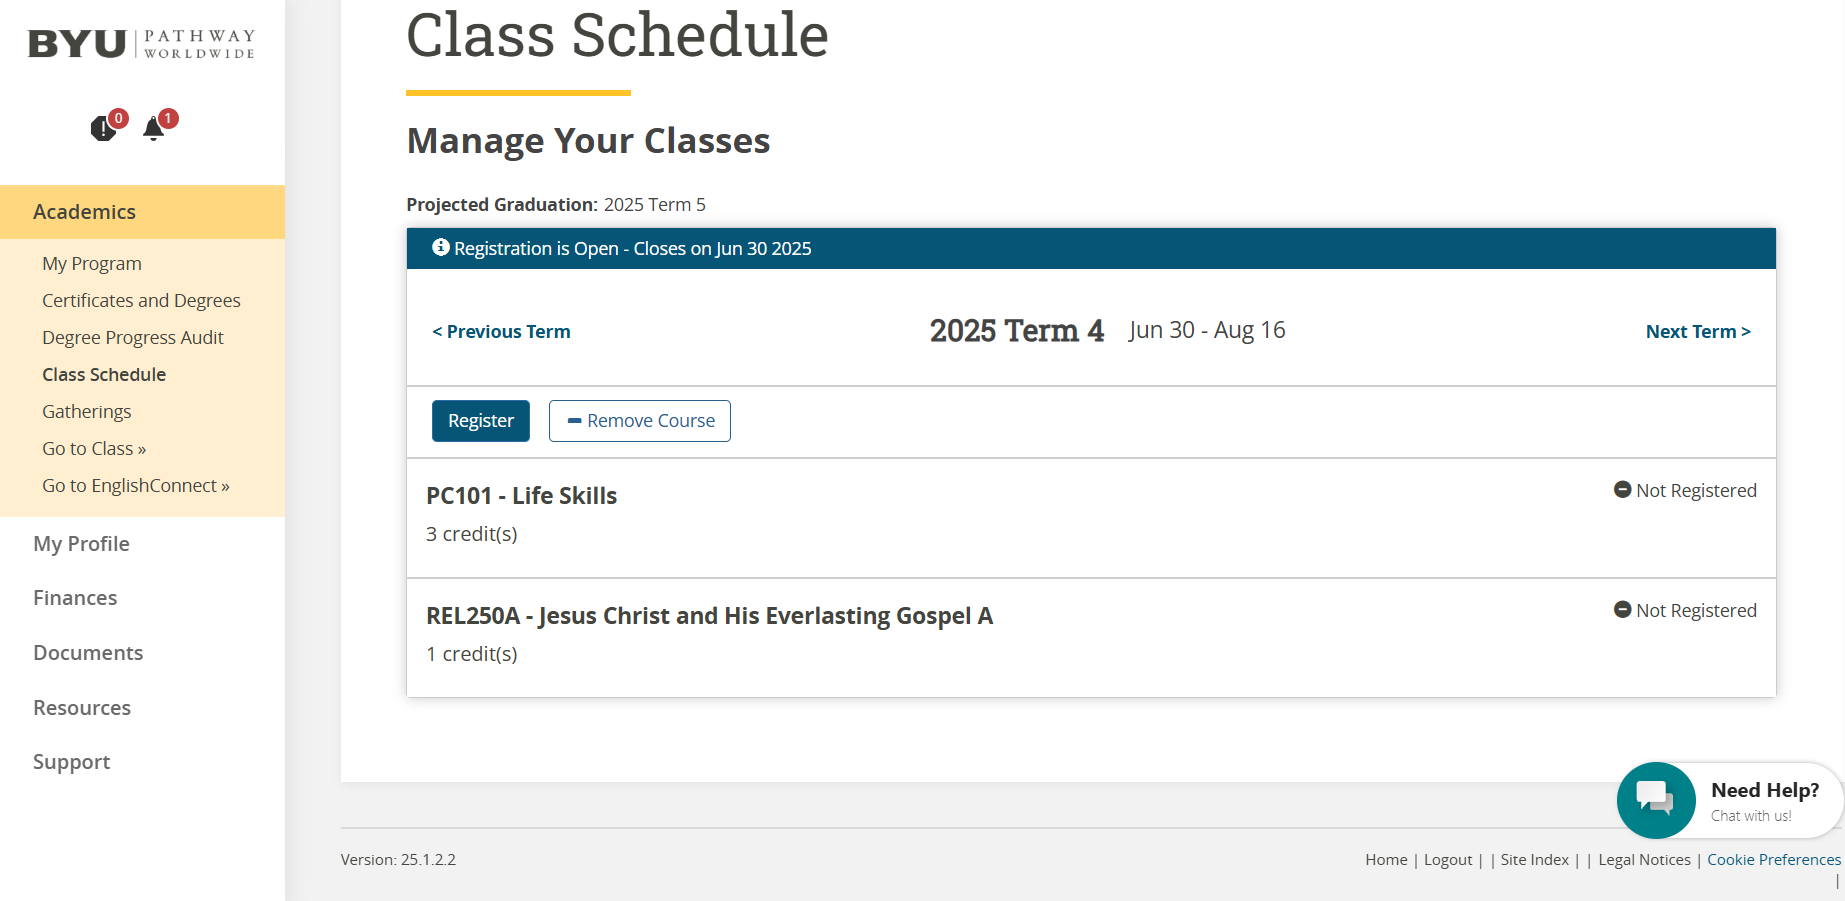 BYU PATHWAY
WORLDWIDE
0
1
Academics
My Program
Certificates and Degrees
Degree Progress Audit
Class Schedule
Gatherings
Go to Class »
Go to EnglishConnect »
My Profile
Finances
Documents
Resources
Support
Class Schedule
Manage Your Classes
Projected Graduation: 2025 Term 5
Registration is Open - Closes on Jun 30 2025
< Previous Term
2025 Term 4 Jun 30 - Aug 16
Next Term >
Register
Remove Course
PC101 - Life Skills
Not Registered
3 credit(s)
REL250A - Jesus Christ and His Everlasting Gospel A
Not Registered
1 credit(s)
Need Help?
Chat with us!
Version: 25.1.2.2
Home | Logout | | Site Index | | Legal Notices | Cookie Preferences
|